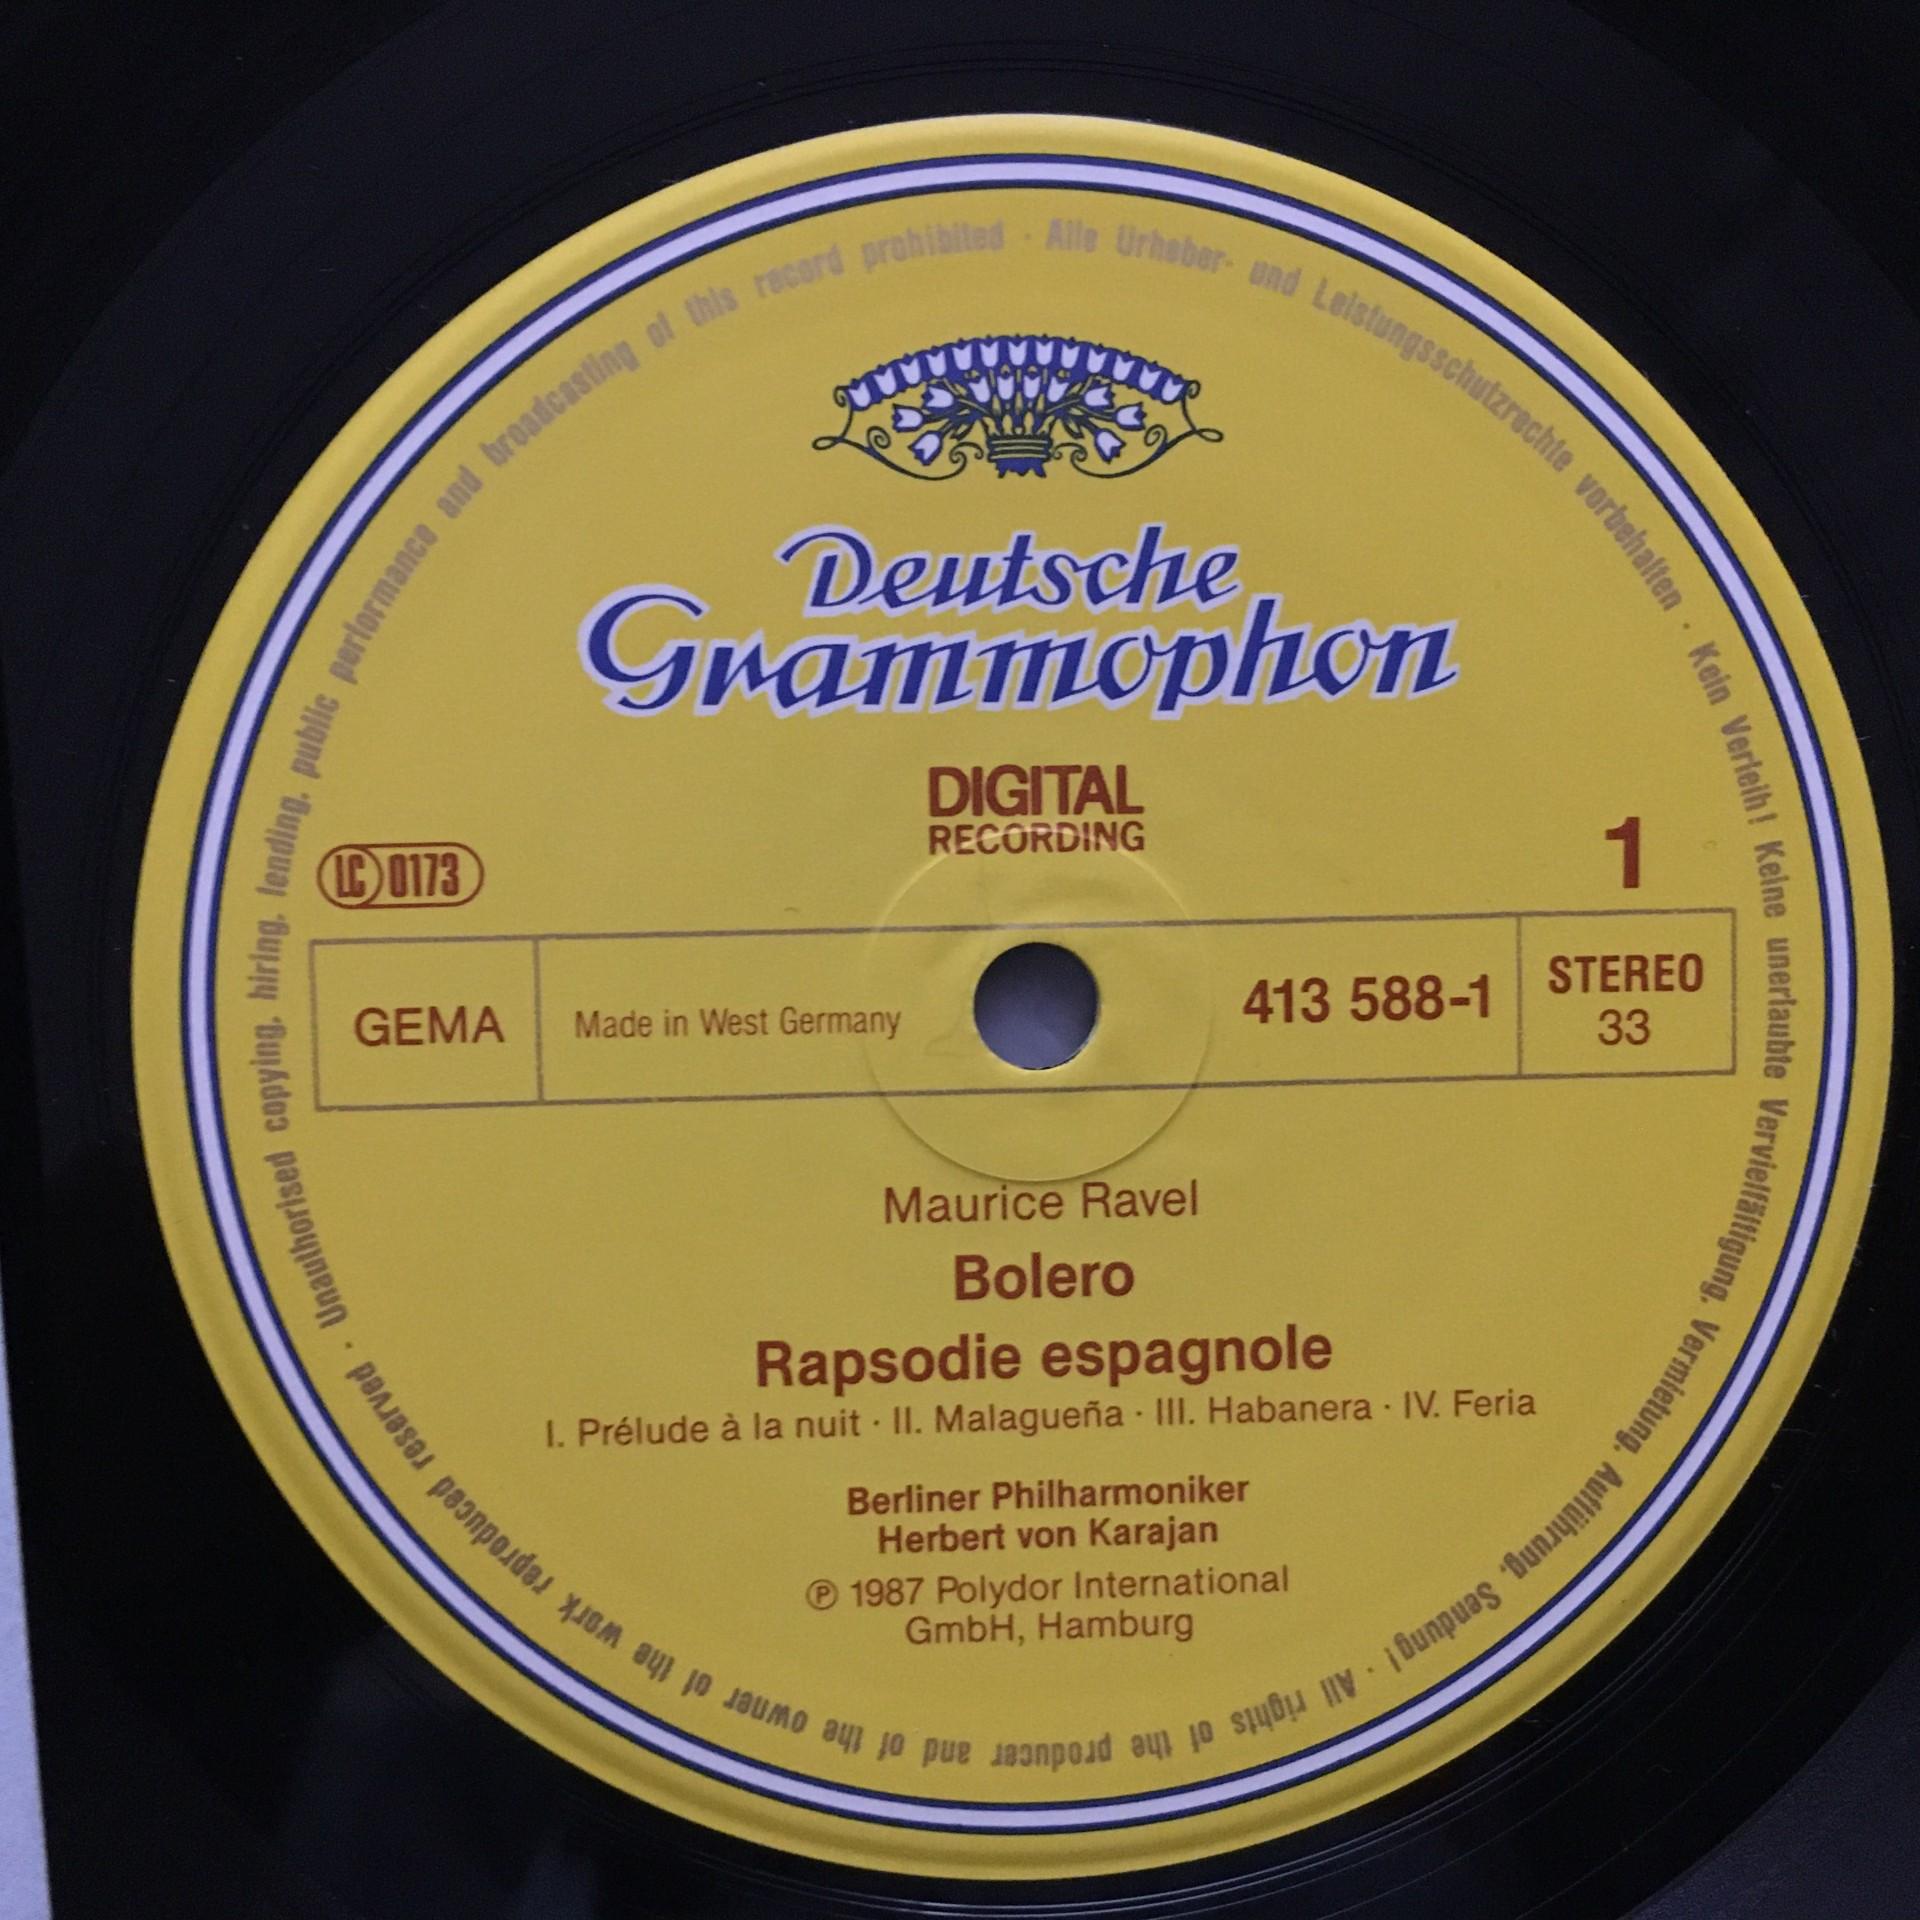 Deutsche
Grammophon
DIGITAL
RECORDING
LC 0173
1
GEMA
Made in West Germany
413 588-1
STEREO
33
Maurice Ravel
Bolero
Rapsodie espagnole
I. Prélude à la nuit · II. Malagueña · III. Habanera · IV. Feria
Berliner Philharmoniker
Herbert von Karajan
℗ 1987 Polydor International
GmbH, Hamburg
Alle Urheber- und Leistungsschutzrechte vorbehalten · Kein Verleih! Keine unerlaubte Vervielfältigung, Vermietung, Aufführung, Sendung! · All rights of the producer and of the owner of the work reproduced reserved · Unauthorised copying, hiring, lending, public performance and broadcasting of this record prohibited ·